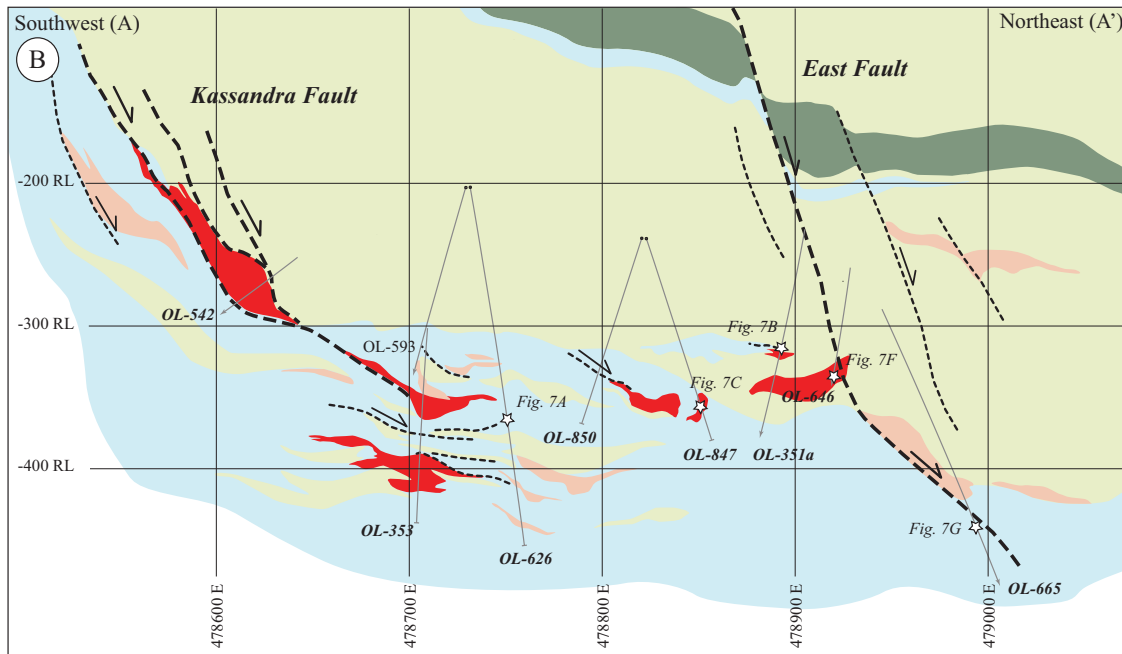 Southwest (A)
Northeast (A')
B
East Fault
Kassandra Fault
-200 RL
-300 RL
-400 RL
OL-542
OL-593
Fig. 7A
Fig. 7B
Fig. 7C
Fig. 7F
OL-646
OL-850
OL-847
OL-351a
OL-353
OL-626
Fig. 7G
OL-665
478600 E
478700 E
478800 E
478900 E
479000 E